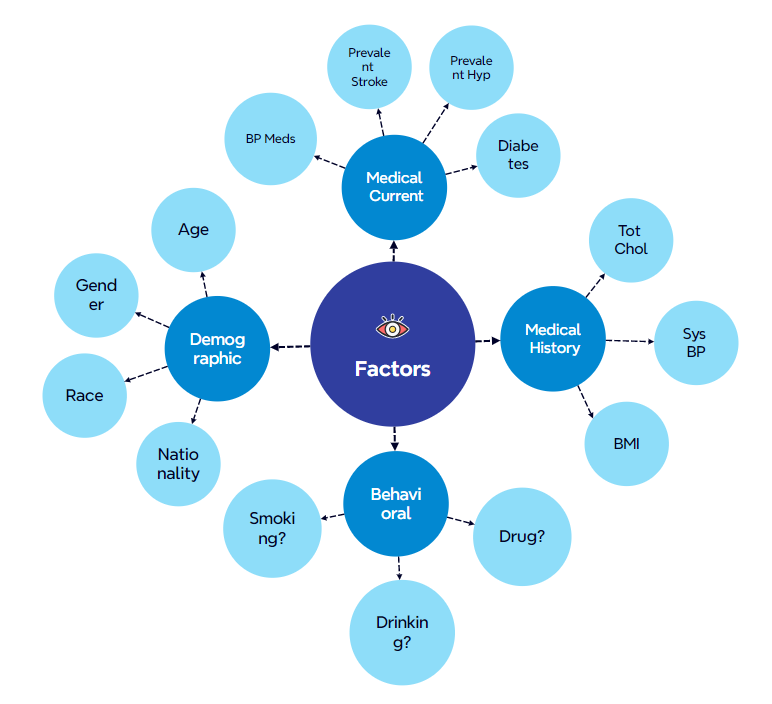 Prevale
nt
Stroke
Prevale
nt Hyp
BP Meds
Diabe
tes
Medical
Current
Age
Tot
Chol
Gend
er
Demog
raphic
Factors
Medical
History
Sys
BP
Race
Natio
nality
BMI
Behavi
oral
Smoki
ng?
Drug?
Drinkin
g?